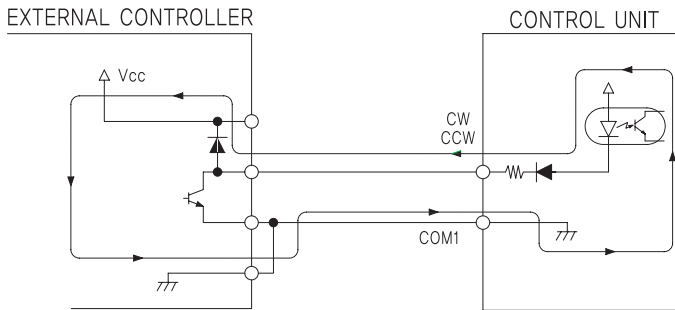 EXTERNAL CONTROLLER
CONTROL UNIT
Vcc
CW
CCW
COM1